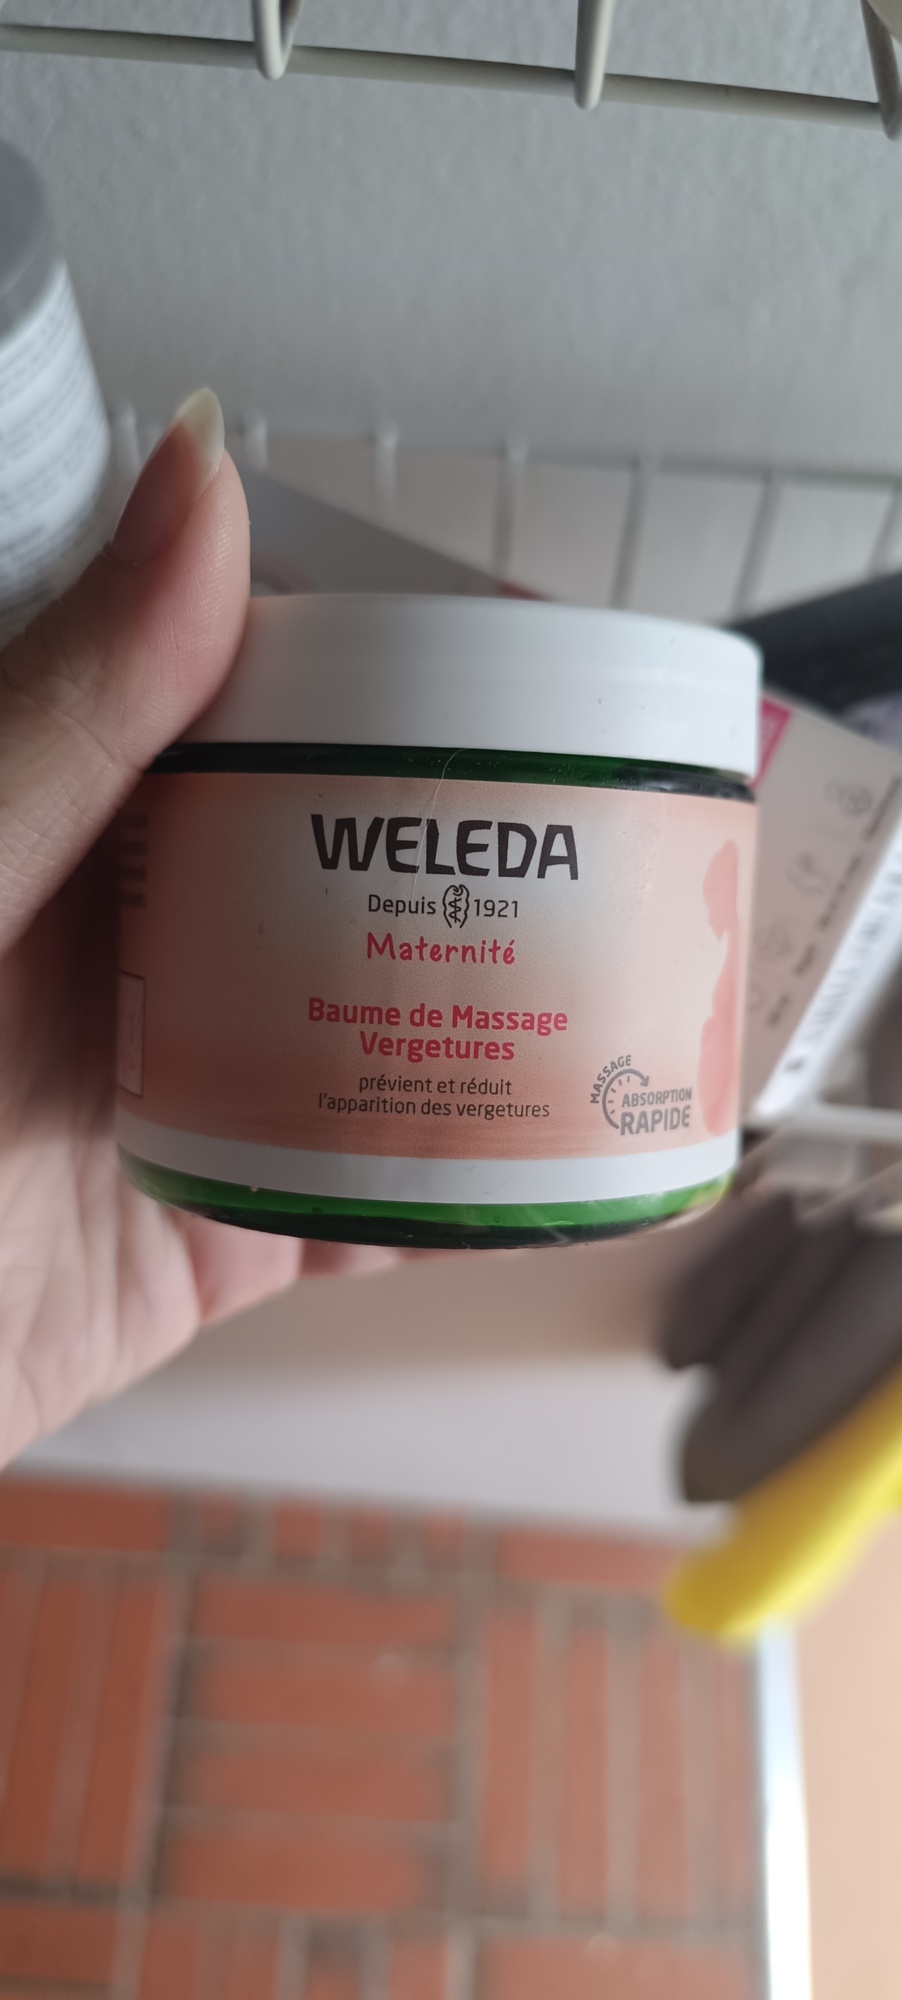 WELEDA
Depuis 1921
Maternité
Baume de Massage
Vergetures
prévient et réduit
l'apparition des vergetures
MASSAGE
ABSORPTION
RAPIDE